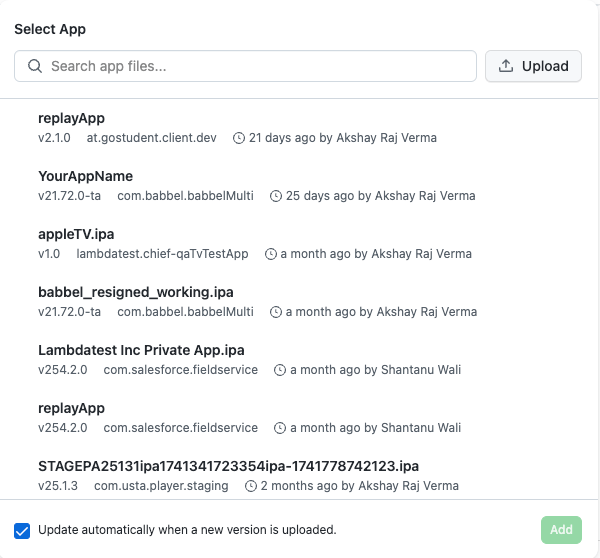 Select App
Search app files...
Upload
replayApp
v2.1.0 at.gostudent.client.dev 21 days ago by Akshay Raj Verma
YourAppName
v21.72.0-ta com.babbel.babbelMulti 25 days ago by Akshay Raj Verma
appleTV.ipa
v1.0 lambdatest.chief-qaTvTestApp a month ago by Akshay Raj Verma
babbel_resigned_working.ipa
v21.72.0-ta com.babbel.babbelMulti a month ago by Akshay Raj Verma
Lambdatest Inc Private App.ipa
v254.2.0 com.salesforce.fieldservice a month ago by Shantanu Wali
replayApp
v254.2.0 com.salesforce.fieldservice a month ago by Shantanu Wali
STAGEPA25131ipa1741341723354ipa-1741778742123.ipa
v25.1.3 com.usta.player.staging 2 months ago by Akshay Raj Verma
Update automatically when a new version is uploaded.
Add